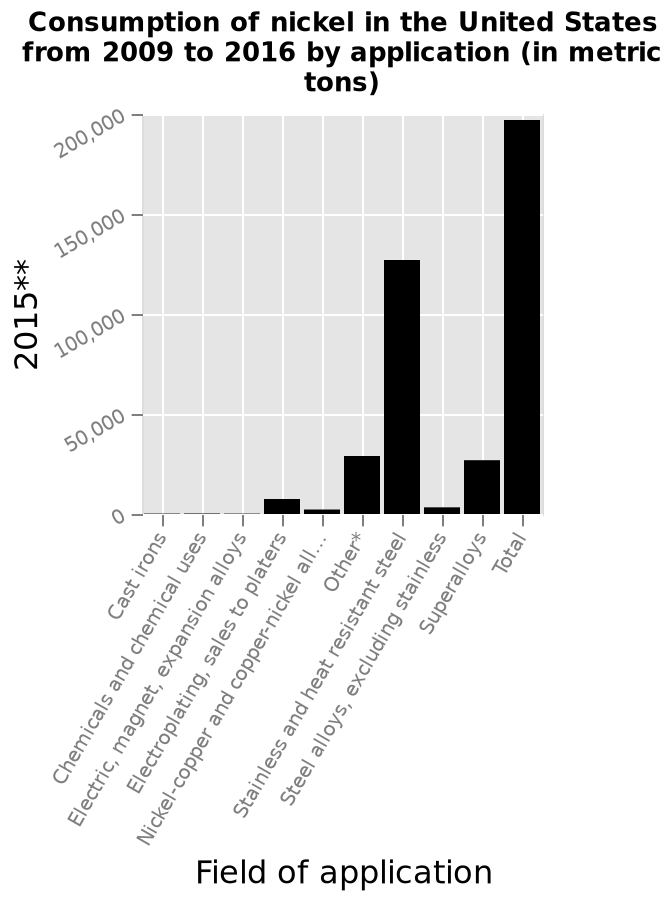 Consumption of nickel in the United States
from 2009 to 2016 by application (in metric
tons)
2015**
200,000
150,000
100,000
50,000
0
Cast irons
Chemicals and chemical uses
Electric, magnet, expansion alloys
Electroplating, sales to platers
Nickel-copper and copper-nickel all...
Other*
Stainless and heat resistant steel
Steel alloys, excluding stainless
Superalloys
Total
Field of application